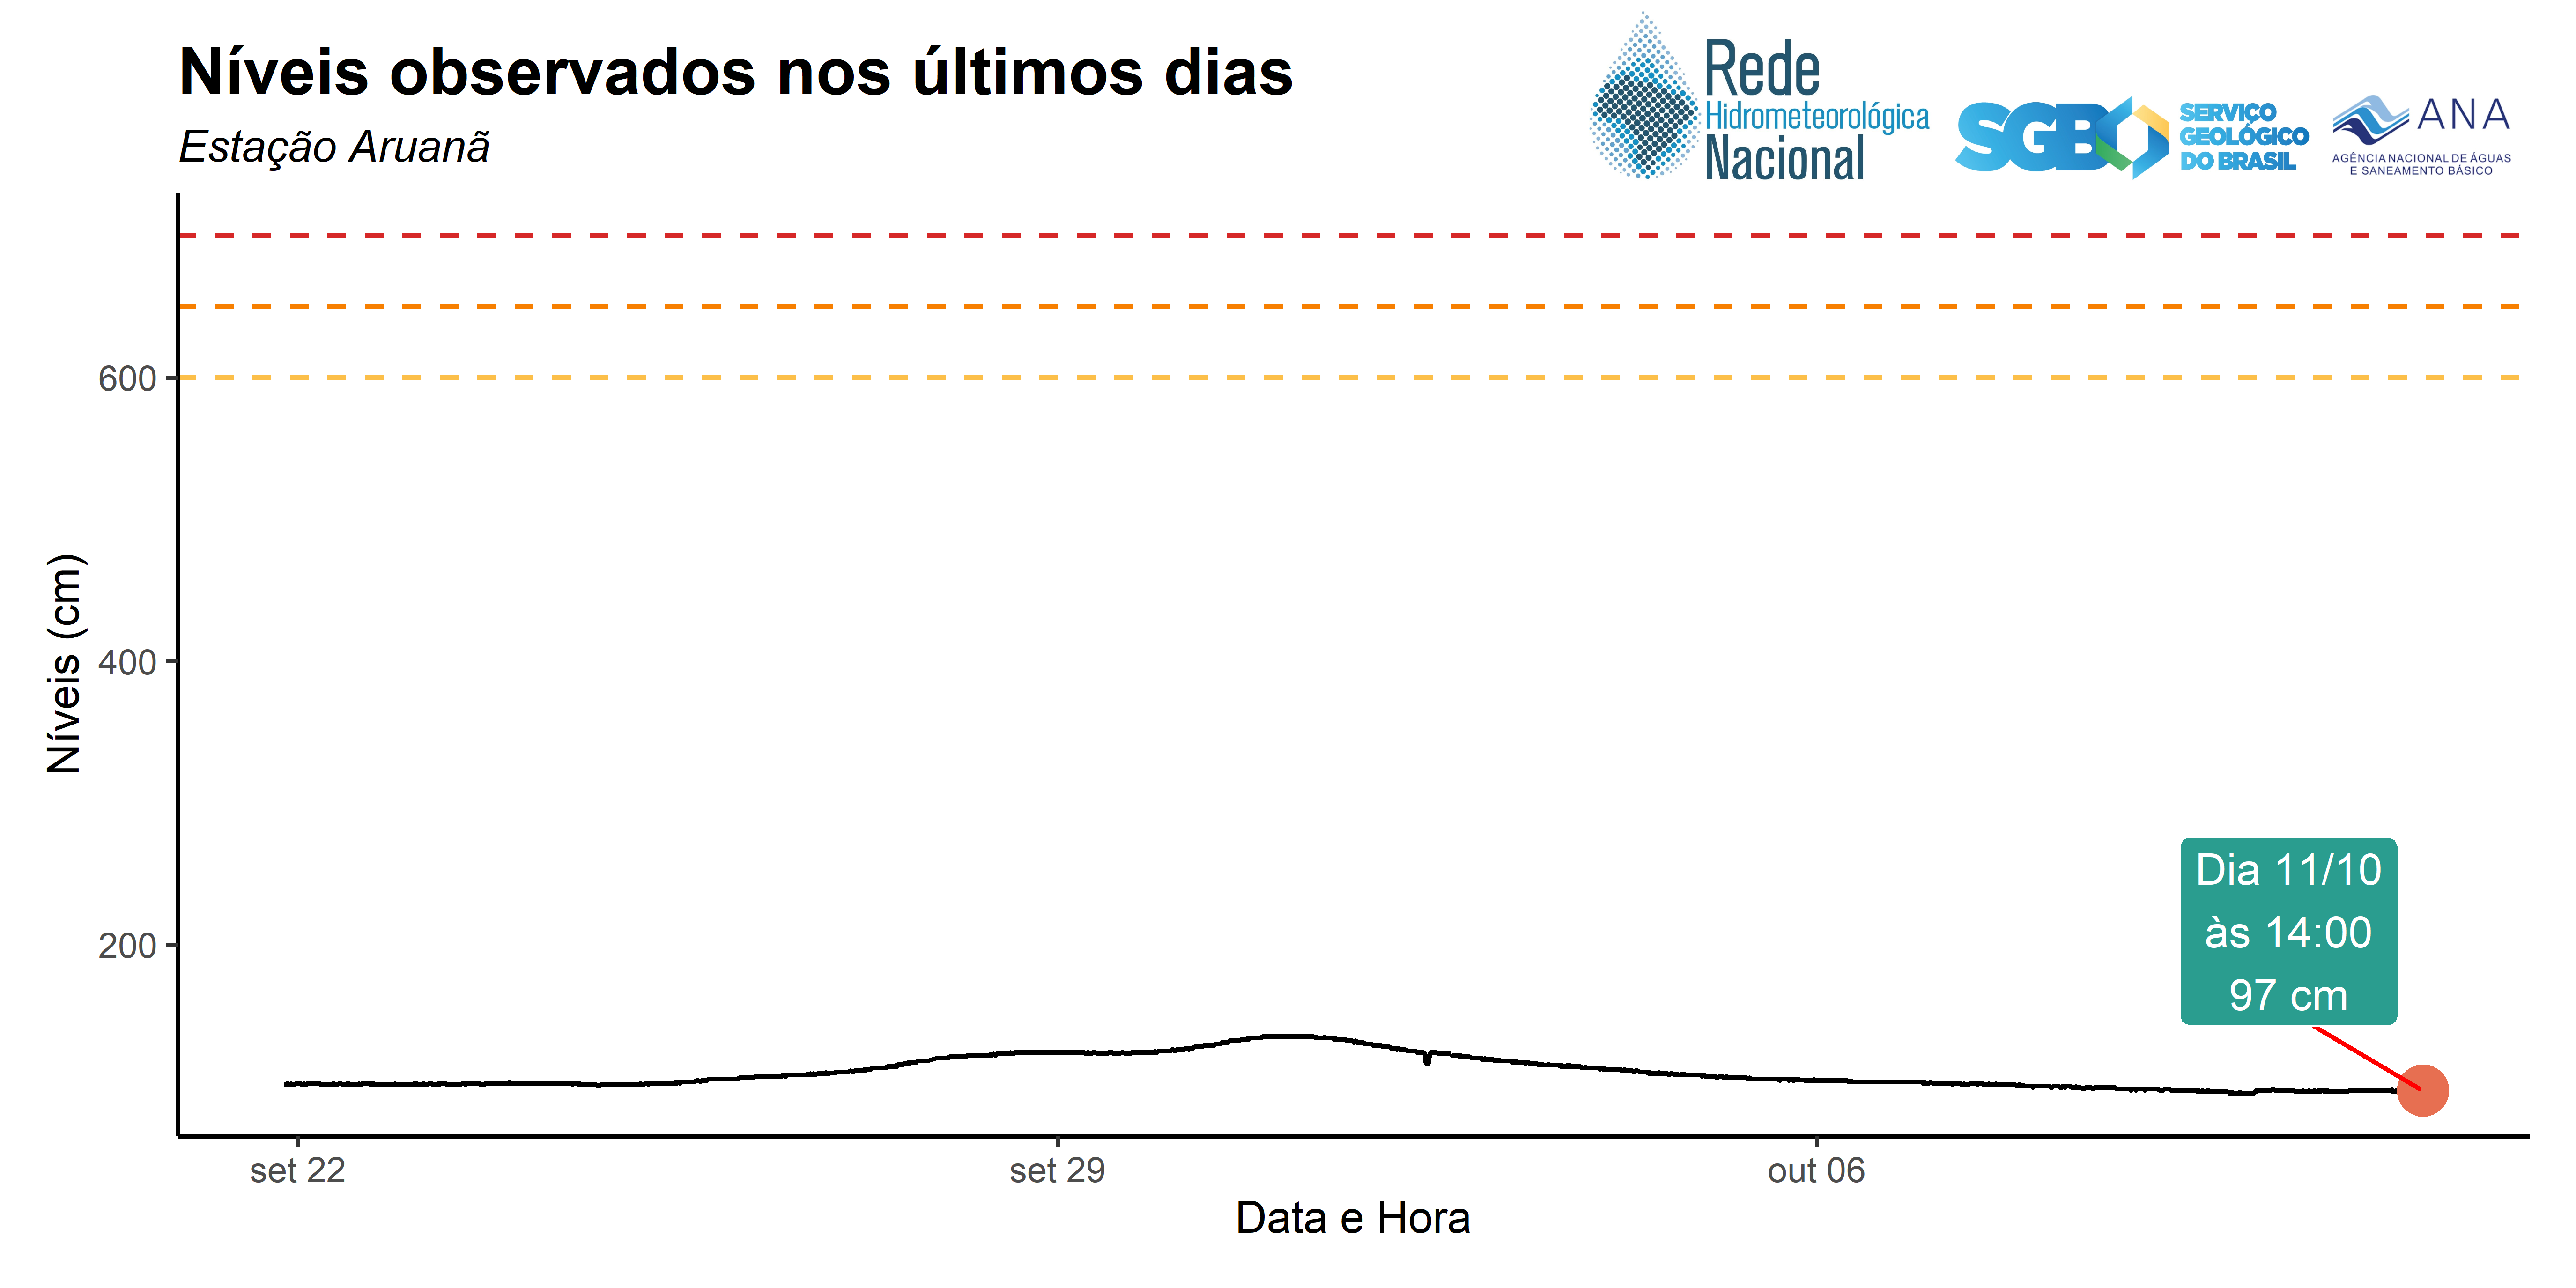 Níveis observados nos últimos dias
Estação Aruanã
Rede
Hidrometeorológica
Nacional
SGB
SERVIÇO
GEOLÓGICO
DO BRASIL
ANA
AGÊNCIA NACIONAL DE ÁGUAS
E SANEAMENTO BÁSICO
Níveis (cm)
600
400
200
Dia 11/10
às 14:00
97 cm
set 22
set 29
out 06
Data e Hora